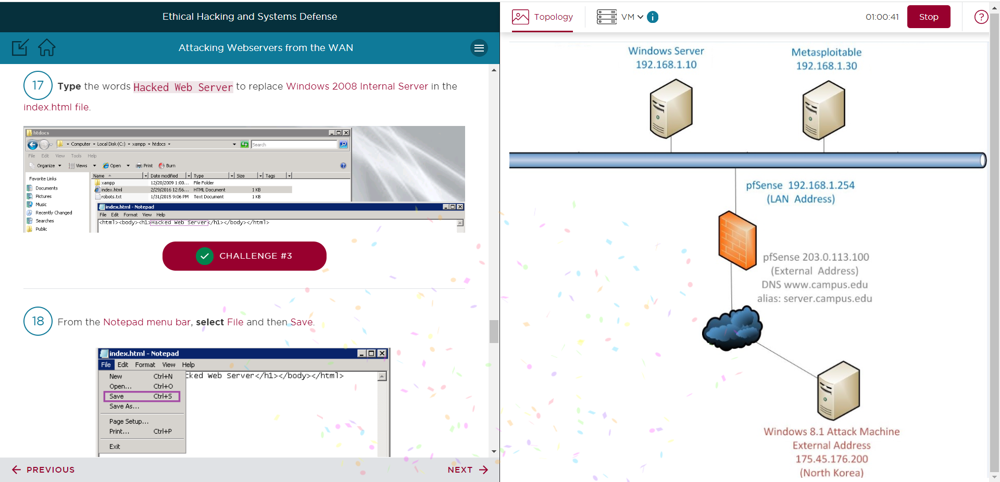 Ethical Hacking and Systems Defense
Attacking Webservers from the WAN
17 Type the words Hacked Web Server to replace Windows 2008 Internal Server in the
index.html file.
htdocs
Computer Local Disk (C:) xampp htdocs
Search
File Edit View Tools Help
Organize Views Open Print Burn
Favorite Links
Documents
Pictures
Music
Recently Changed
Searches
Public
Name Date modified Type Size Tags
xampp 12/20/2009 1:00... File Folder
index.html 2/29/2016 12:56... HTML Document 1 KB
robots.txt 1/31/2015 9:06 PM Text Document 1 KB
index.html - Notepad
File Edit Format View Help
<html><body><h1>Hacked Web Server</h1></body></html>
CHALLENGE #3
18 From the Notepad menu bar, select File and then Save.
index.html - Notepad
File Edit Format View Help
cked Web Server</h1></body></html>
New Ctrl+N
Open... Ctrl+O
Save Ctrl+S
Save As...
Page Setup...
Print... Ctrl+P
Exit
PREVIOUS
NEXT
Topology
VM
i
01:00:41
Stop
?
Windows Server
192.168.1.10
Metasploitable
192.168.1.30
pfSense 192.168.1.254
(LAN Address)
pfSense 203.0.113.100
(External Address)
DNS www.campus.edu
alias: server.campus.edu
Windows 8.1 Attack Machine
External Address
175.45.176.200
(North Korea)